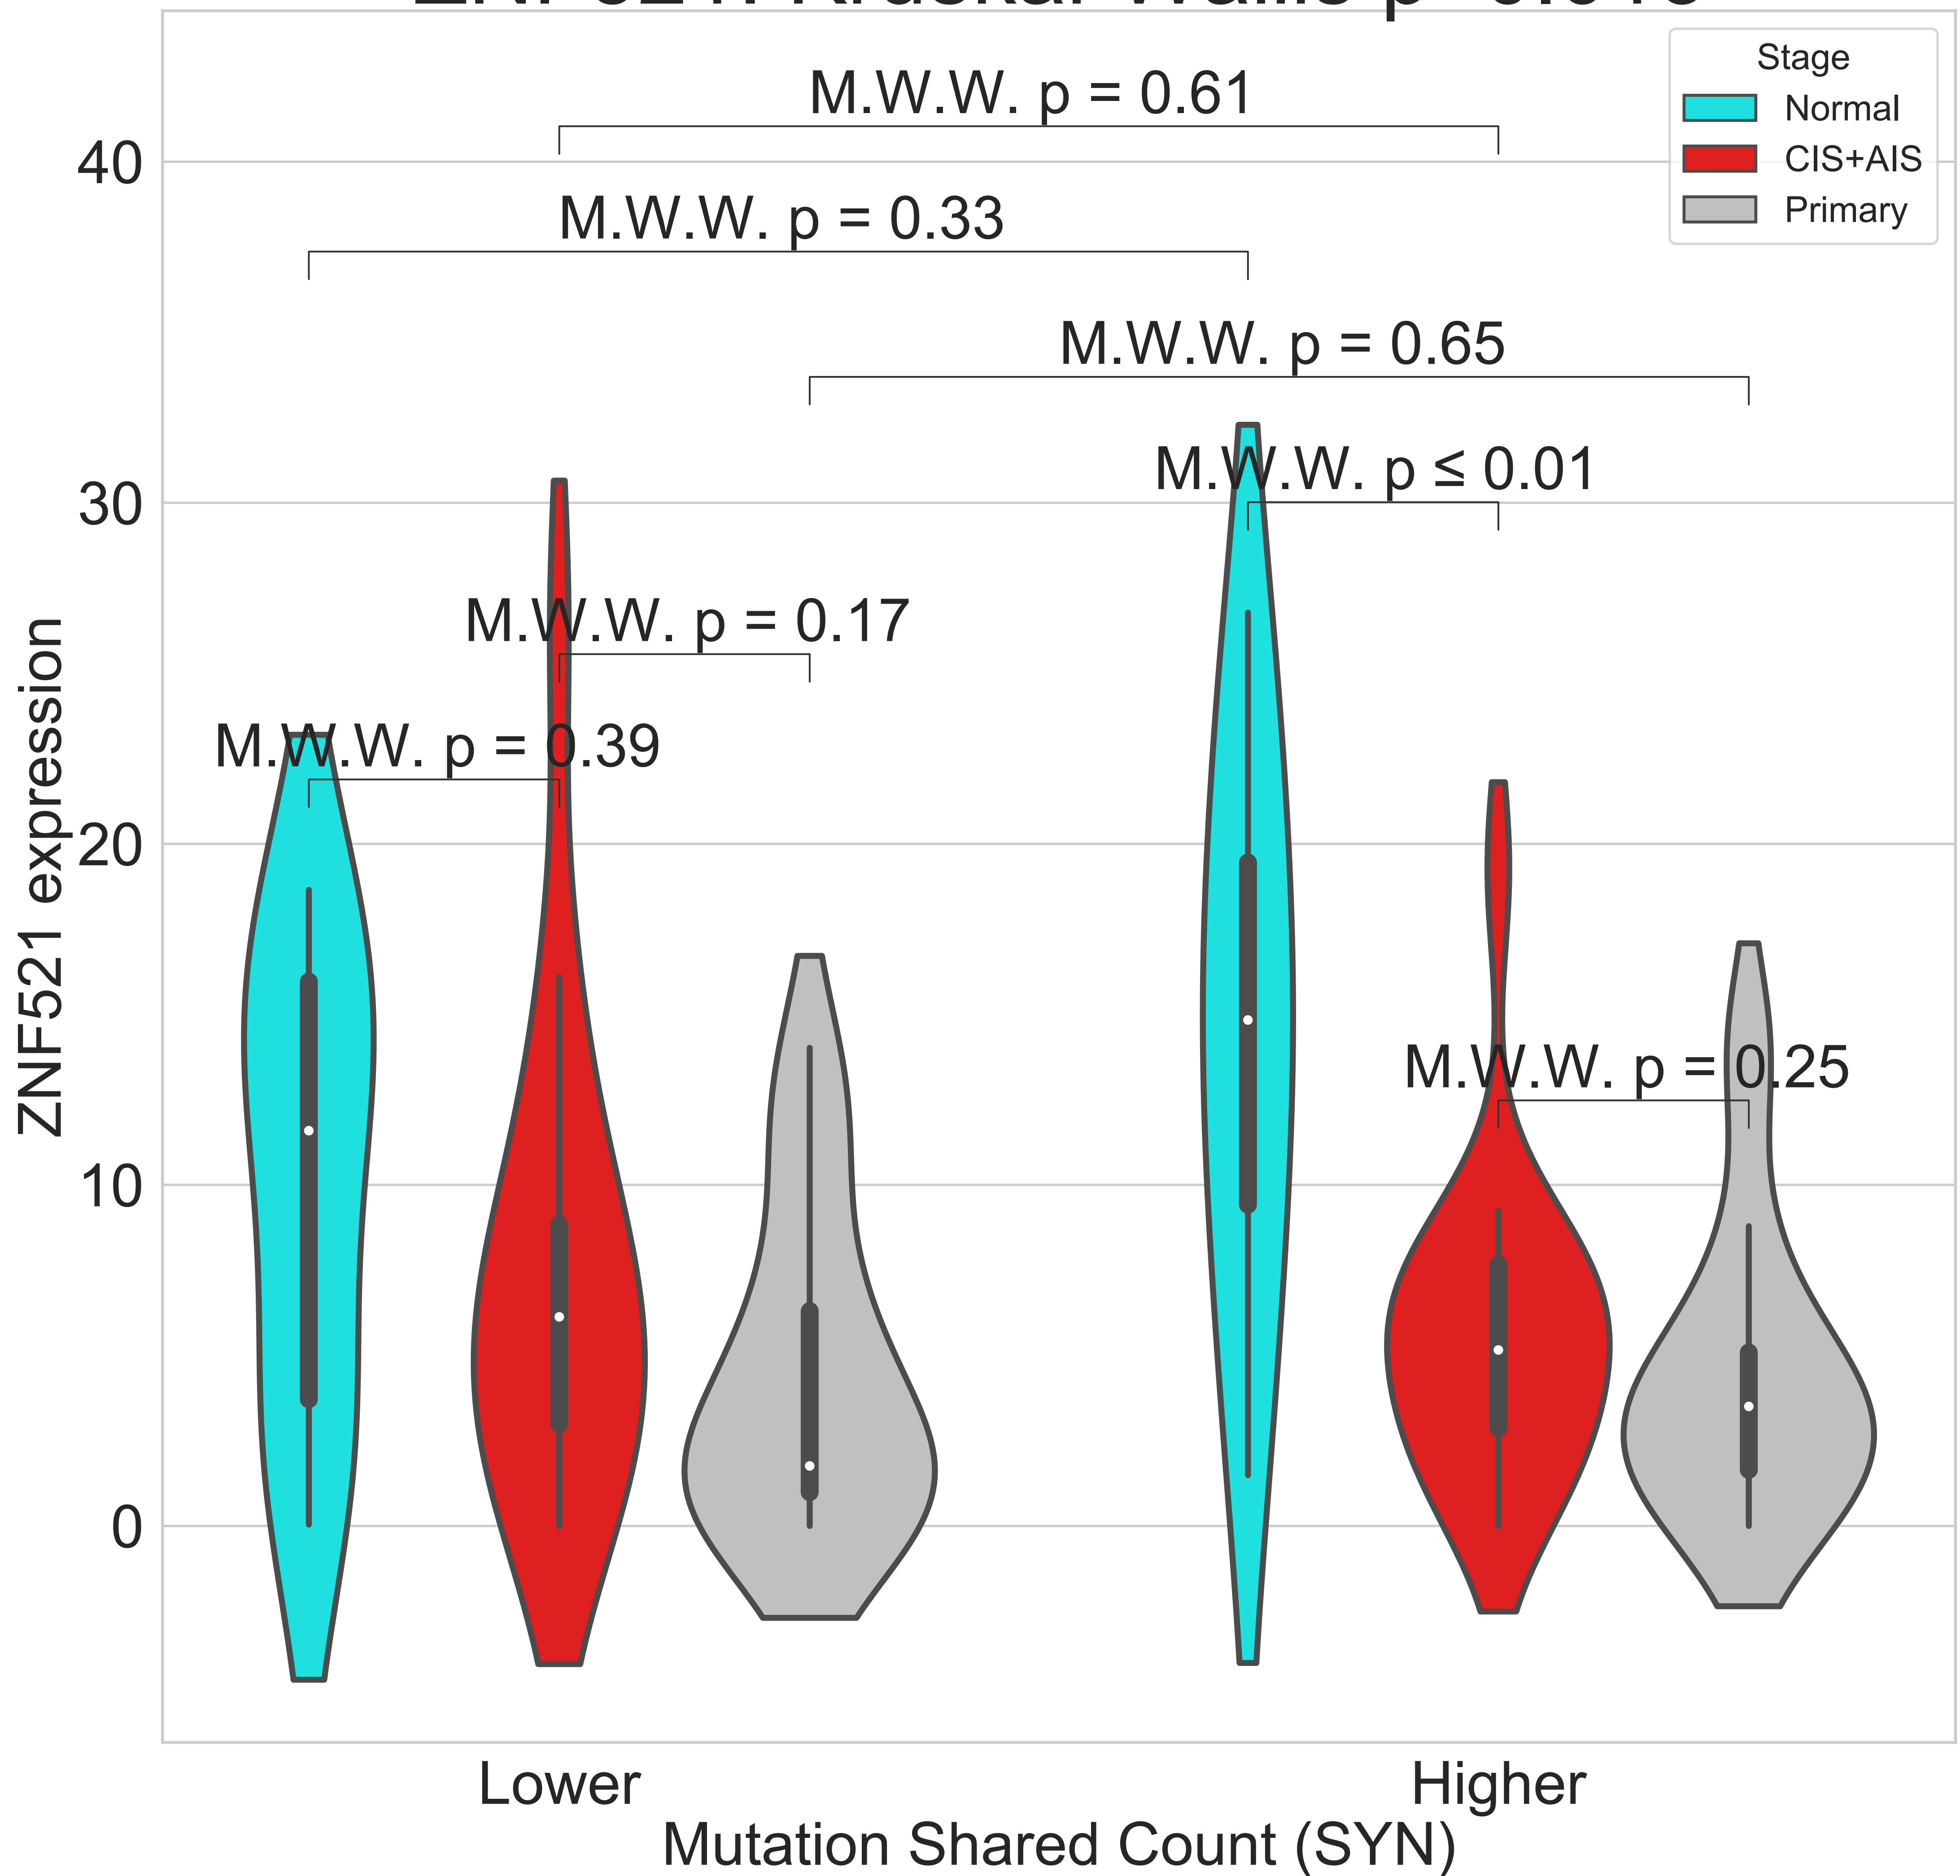 Stage
Normal
CIS+AIS
Primary
M.W.W. p = 0.61
M.W.W. p = 0.33
M.W.W. p = 0.65
M.W.W. p ≤ 0.01
M.W.W. p = 0.17
M.W.W. p = 0.39
M.W.W. p = 0.25
40
30
20
10
0
ZNF521 expression
Lower
Higher
Mutation Shared Count (SYN)